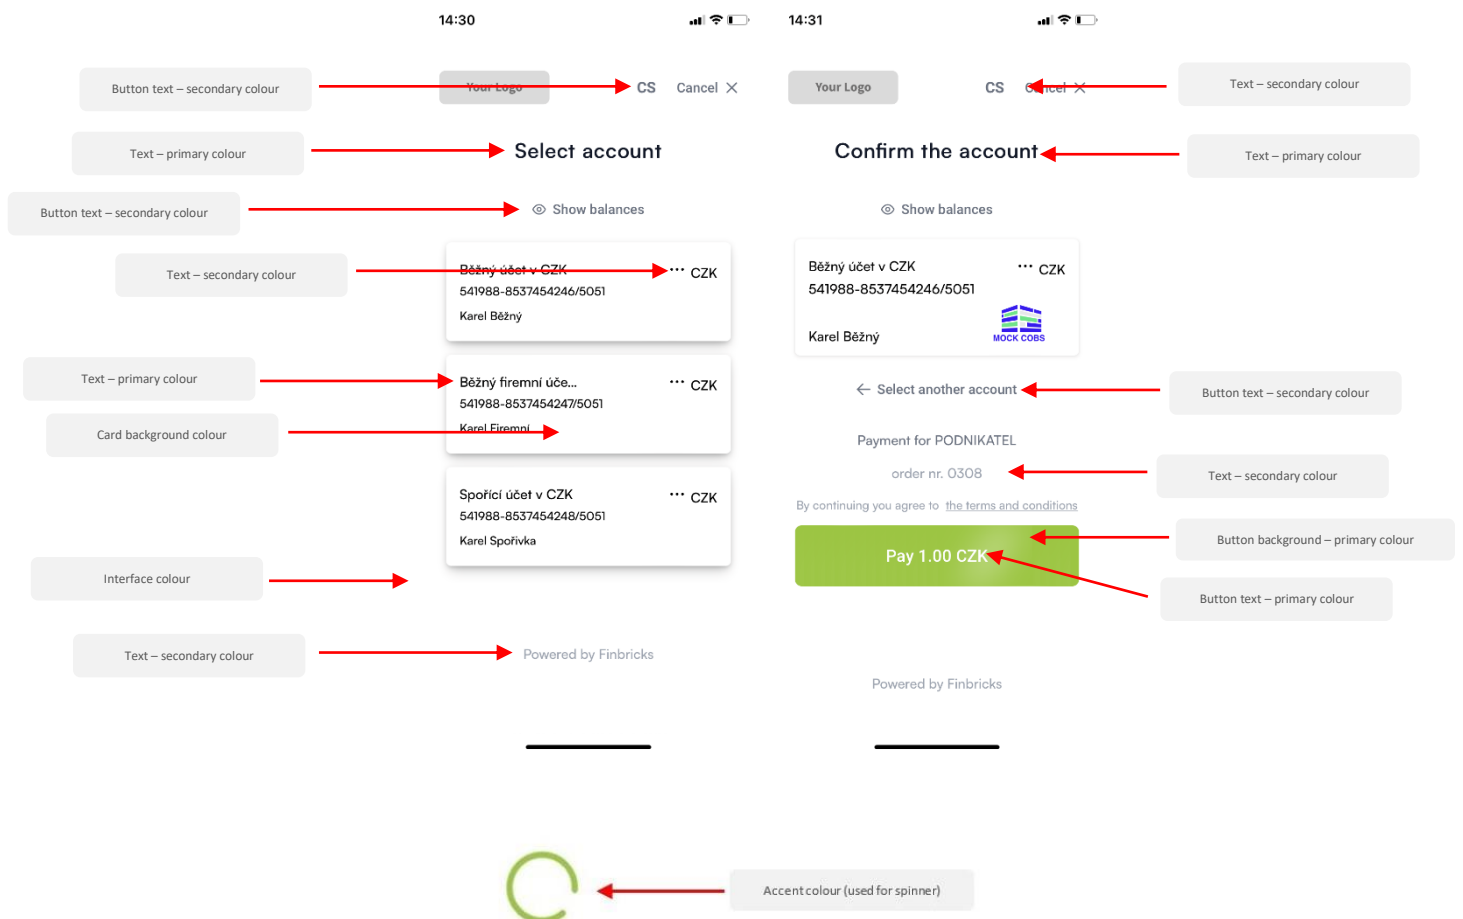 14:30
14:31
Button text – secondary colour
Your Logo
CS
Cancel
Your Logo
CS
Cancel
Text – secondary colour
Text – primary colour
Select account
Confirm the account
Text – primary colour
Button text – secondary colour
Show balances
Show balances
Text – secondary colour
Běžný účet v CZK
··· CZK
541988-8537454246/5051
Karel Běžný
Běžný účet v CZK
··· CZK
541988-8537454246/5051
Karel Běžný
MOCK COBS
Text – primary colour
Běžný firemní úče...
··· CZK
541988-8537454247/5051
Karel Firemní
Card background colour
Select another account
Button text – secondary colour
Payment for PODNIKATEL
order nr. 0308
Text – secondary colour
By continuing you agree to the terms and conditions
Spořící účet v CZK
··· CZK
541988-8537454248/5051
Karel Spořivka
Pay 1.00 CZK
Button background – primary colour
Button text – primary colour
Interface colour
Text – secondary colour
Powered by Finbricks
Powered by Finbricks
Accent colour (used for spinner)